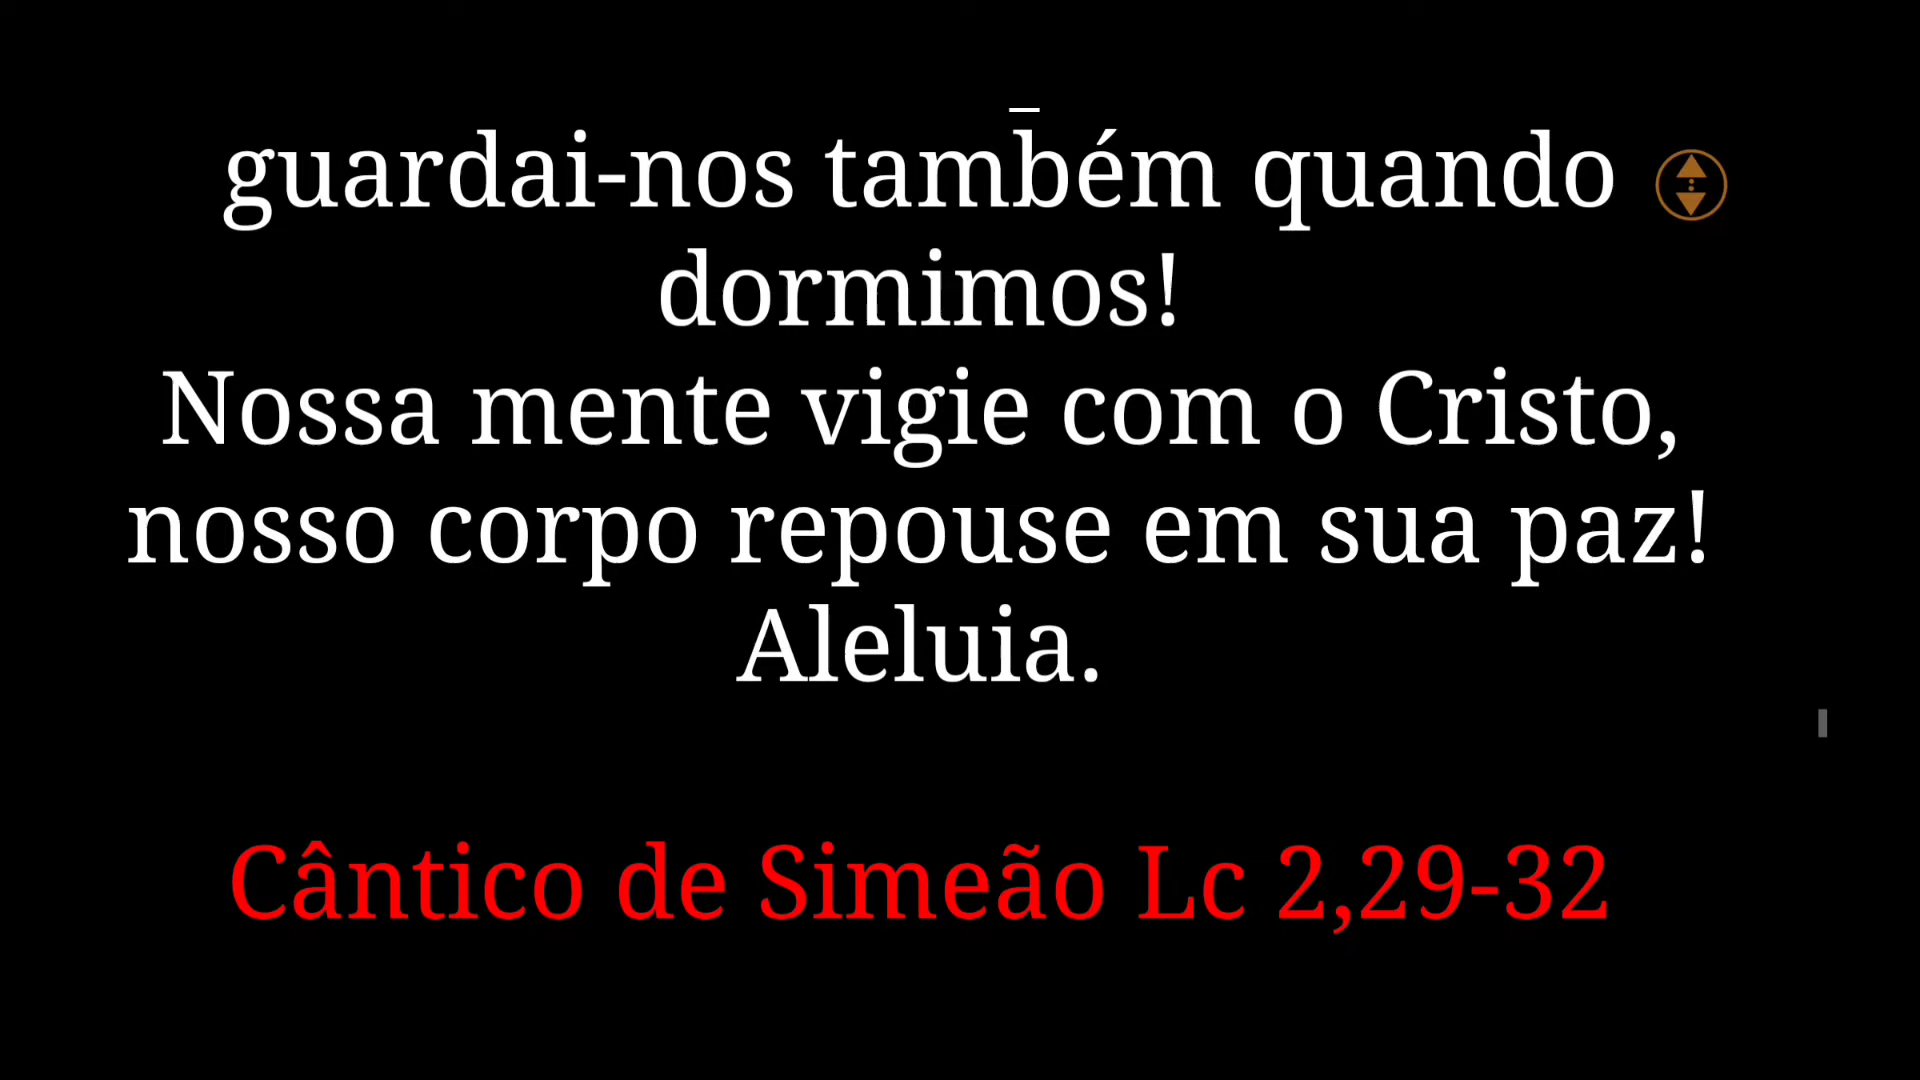 guardai-nos também quando
dormimos!
Nossa mente vigie com o Cristo,
nosso corpo repouse em sua paz!
Aleluia.
Cântico de Simeão Lc 2,29-32